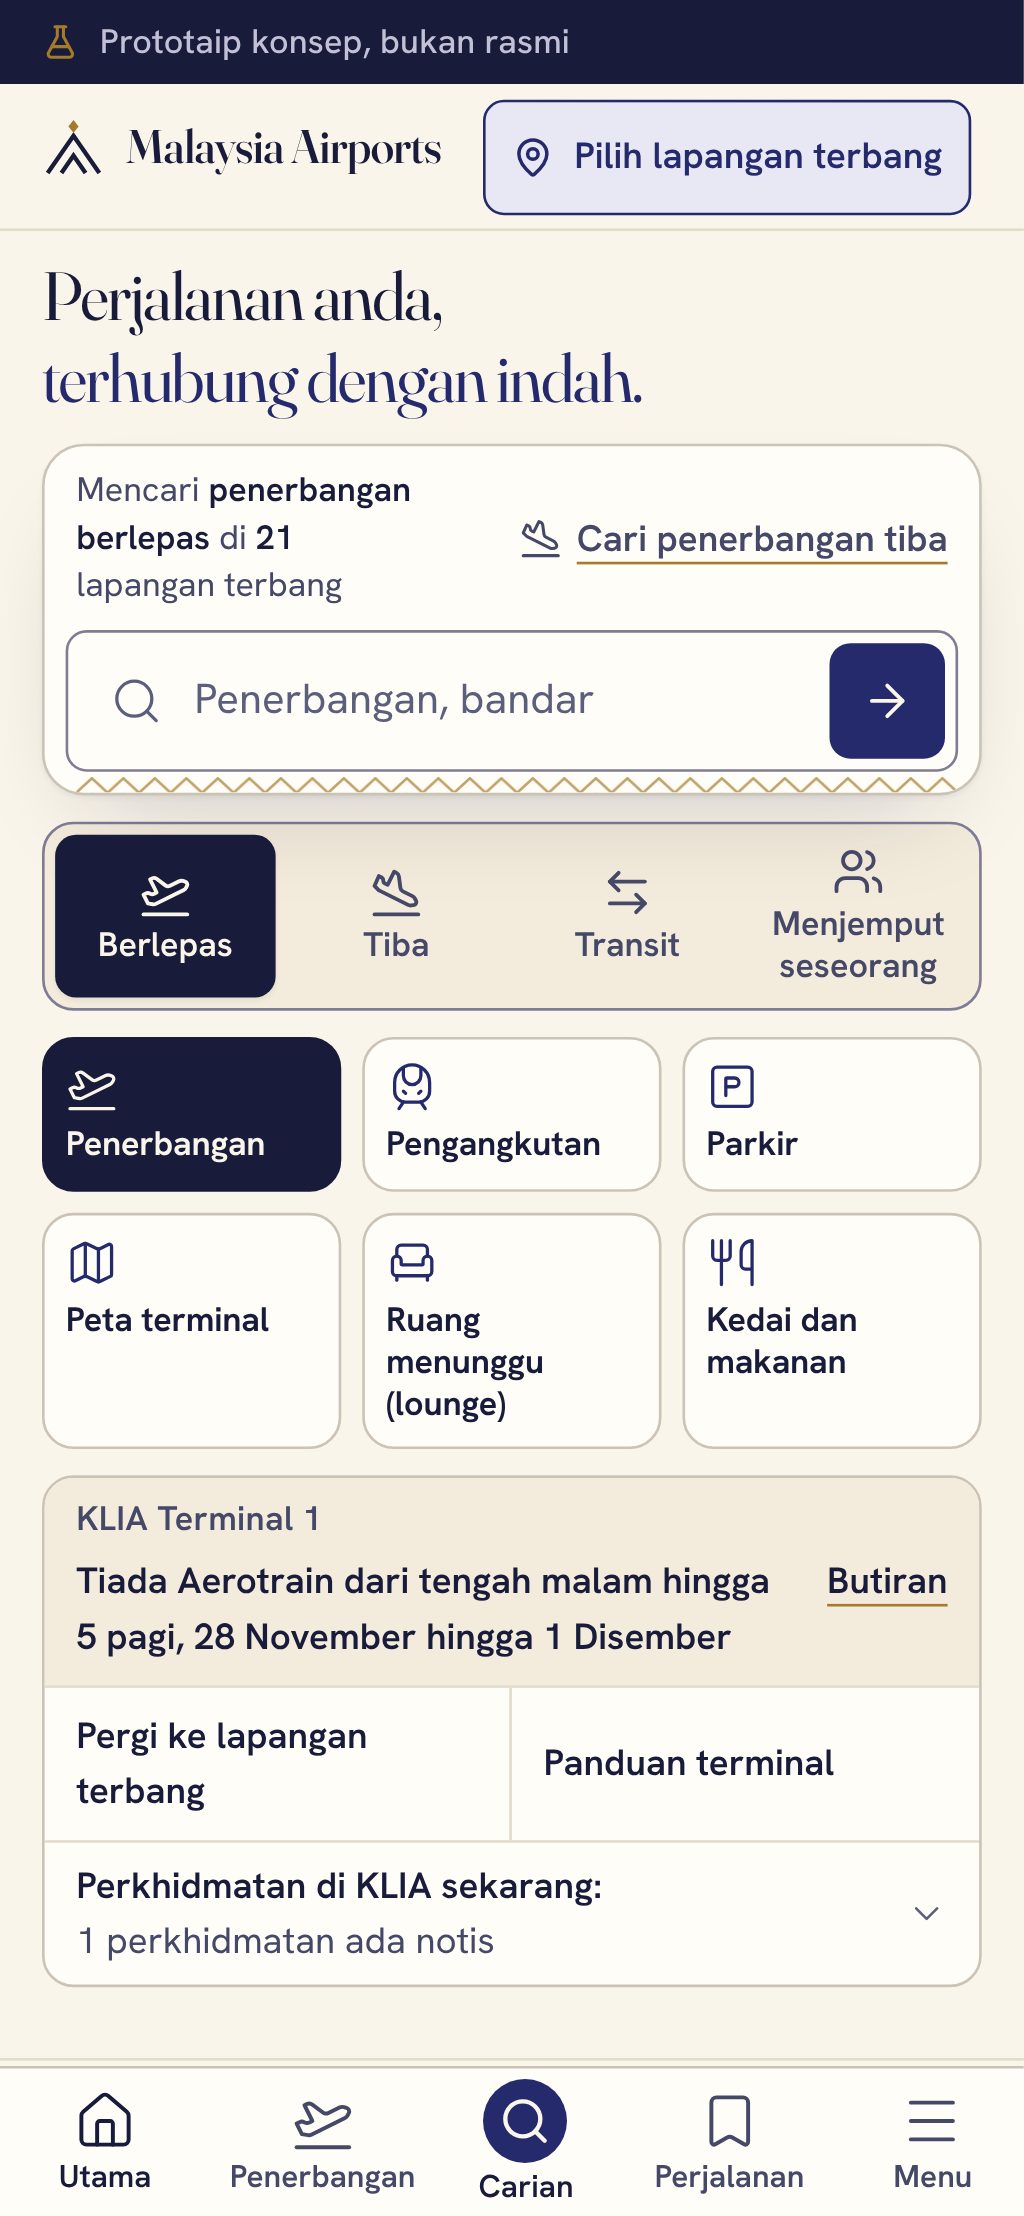 Prototaip konsep, bukan rasmi
Malaysia Airports
Pilih lapangan terbang
Perjalanan anda,
terhubung dengan indah.
Mencari penerbangan
berlepas di 21
lapangan terbang
Cari penerbangan tiba
Penerbangan, bandar
Berlepas
Tiba
Transit
Menjemput
seseorang
Penerbangan
Pengangkutan
P
Parkir
Peta terminal
Ruang
menunggu
(lounge)
Kedai dan
makanan
KLIA Terminal 1
Tiada Aerotrain dari tengah malam hingga
5 pagi, 28 November hingga 1 Disember
Butiran
Pergi ke lapangan
terbang
Panduan terminal
Perkhidmatan di KLIA sekarang:
1 perkhidmatan ada notis
Utama
Penerbangan
Carian
Perjalanan
Menu